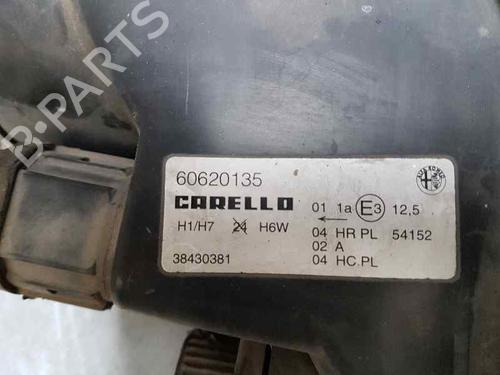 B-PARTS
60620135
CARELLO 01 1a E3 12,5
H1/H7 24 H6W 04 HR PL 54152
02 A
38430381 04 HC.PL